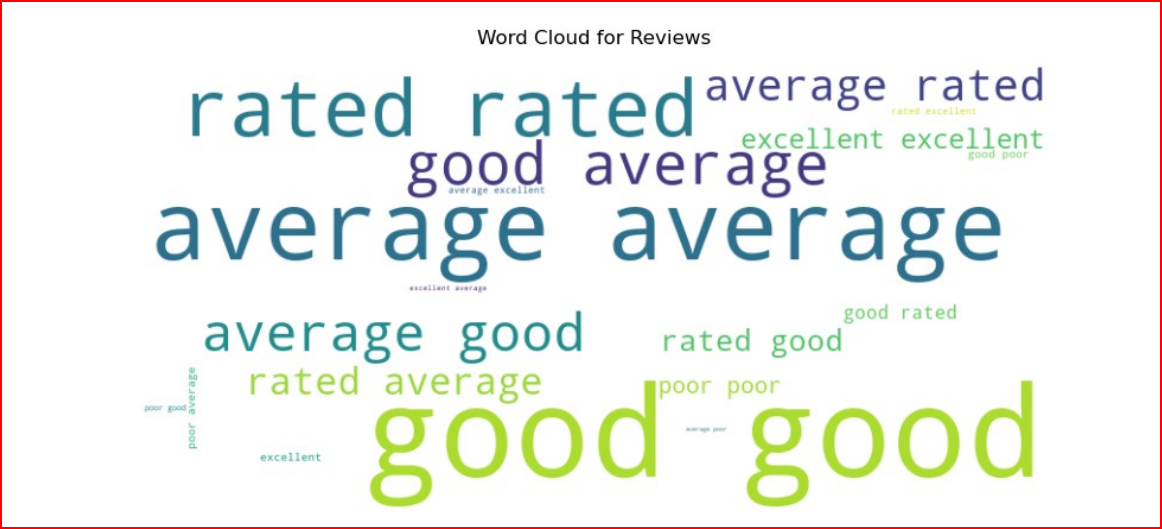 Word Cloud for Reviews
rated rated
average rated
rated excellent
excellent excellent
good poor
good average
average excellent
average average
excellent average
good rated
average good
rated good
rated average
poor poor
poor good
poor average
good good
average poor
excellent